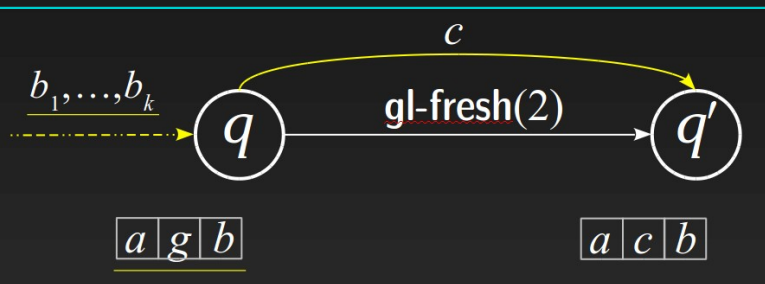 c
b₁,…,bₖ
gl-fresh(2)
q
q′
a g b
a c b